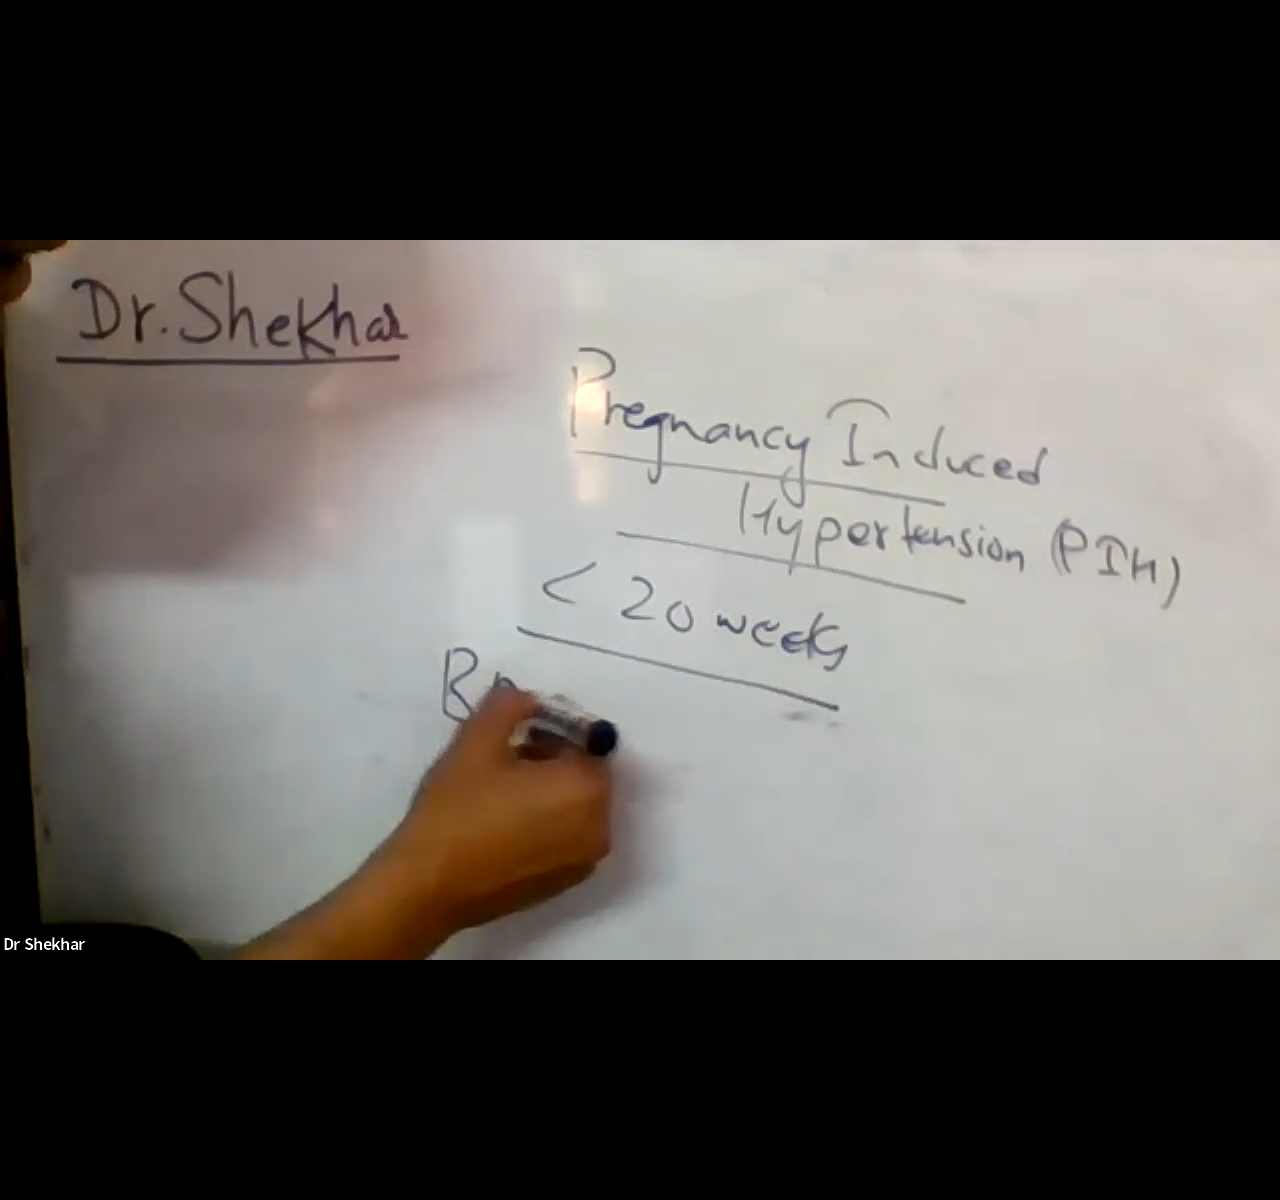 Dr. Shekhar
Pregnancy Induced
Hypertension (PIH)
< 20 weeks
Dr Shekhar